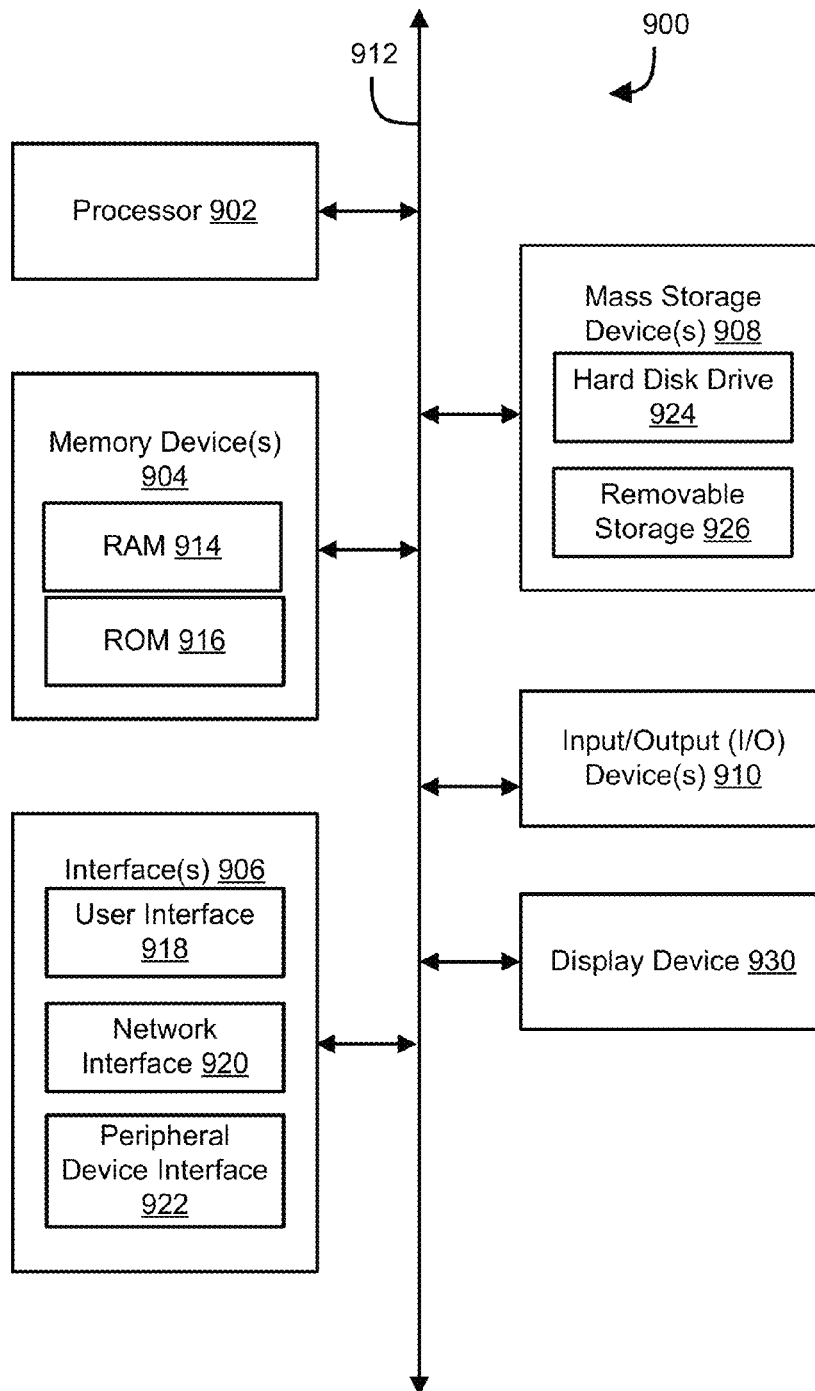 912
900
Processor 902
Mass Storage
Device(s) 908
Hard Disk Drive
924
Removable
Storage 926
Memory Device(s)
904
RAM 914
ROM 916
Input/Output (I/O)
Device(s) 910
Interface(s) 906
User Interface
918
Network
Interface 920
Peripheral
Device Interface
922
Display Device 930